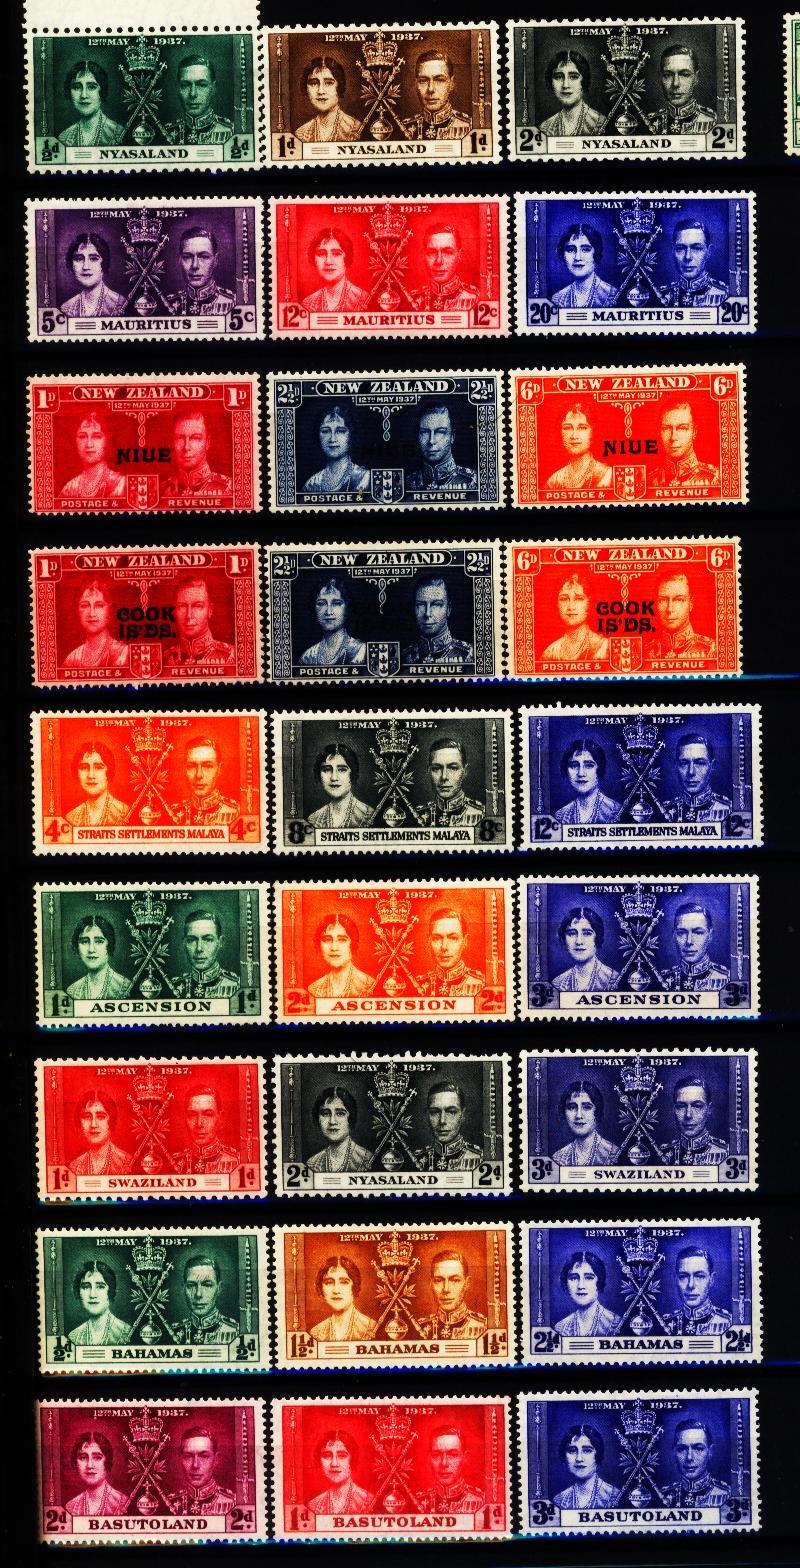 12TH MAY 1937.
½d. NYASALAND ½d.
12TH MAY 1937.
1d. NYASALAND 1d.
12TH MAY 1937.
2d NYASALAND 2d
12TH MAY 1937.
5c MAURITIUS 5c
12TH MAY 1937.
12c MAURITIUS 12c
12TH MAY 1937.
20c MAURITIUS 20c
1D NEW ZEALAND 1D
12TH MAY 1937
NIUE
POSTAGE & REVENUE
2½D NEW ZEALAND 2½D
12TH MAY 1937
NIUE
POSTAGE & REVENUE
6D NEW ZEALAND 6D
12TH MAY 1937
NIUE
POSTAGE & REVENUE
1D NEW ZEALAND 1D
12TH MAY 1937
COOK
IS'DS.
POSTAGE & REVENUE
2½D NEW ZEALAND 2½D
12TH MAY 1937
POSTAGE & REVENUE
6D NEW ZEALAND 6D
12TH MAY 1937
COOK
IS'DS.
POSTAGE & REVENUE
12TH MAY 1937.
4c STRAITS SETTLEMENTS MALAYA 4c
12TH MAY 1937.
8c STRAITS SETTLEMENTS MALAYA 8c
12TH MAY 1937.
12c STRAITS SETTLEMENTS MALAYA 12c
12TH MAY 1937.
1d ASCENSION 1d
12TH MAY 1937.
2d ASCENSION 2d
12TH MAY 1937.
3d ASCENSION 3d
12TH MAY 1937.
1d SWAZILAND 1d
12TH MAY 1937.
2d NYASALAND 2d
12TH MAY 1937.
3d SWAZILAND 3d
12TH MAY 1937.
½d BAHAMAS ½d
12TH MAY 1937.
1½d BAHAMAS 1½d
12TH MAY 1937.
2½d BAHAMAS 2½d
12TH MAY 1937.
2d BASUTOLAND 2d
12TH MAY 1937.
1d BASUTOLAND 1d
12TH MAY 1937.
3d BASUTOLAND 3d